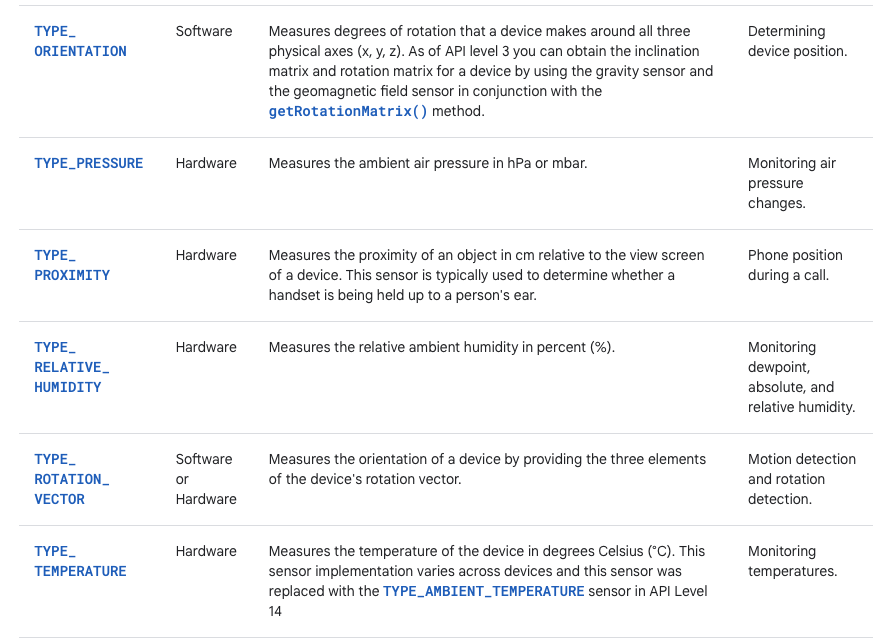 TYPE_ Software Measures degrees of rotation that a device makes around all three Determining
ORIENTATION physical axes (x, y, z). As of API level 3 you can obtain the inclination device position.
matrix and rotation matrix for a device by using the gravity sensor and
the geomagnetic field sensor in conjunction with the
getRotationMatrix() method.
TYPE_PRESSURE Hardware Measures the ambient air pressure in hPa or mbar. Monitoring air
pressure
changes.
TYPE_ Hardware Measures the proximity of an object in cm relative to the view screen Phone position
PROXIMITY of a device. This sensor is typically used to determine whether a during a call.
handset is being held up to a person's ear.
TYPE_ Hardware Measures the relative ambient humidity in percent (%). Monitoring
RELATIVE_ dewpoint,
HUMIDITY absolute, and
relative humidity.
TYPE_ Software Measures the orientation of a device by providing the three elements Motion detection
ROTATION_ or of the device's rotation vector. and rotation
VECTOR Hardware detection.
TYPE_ Hardware Measures the temperature of the device in degrees Celsius (°C). This Monitoring
TEMPERATURE sensor implementation varies across devices and this sensor was temperatures.
replaced with the TYPE_AMBIENT_TEMPERATURE sensor in API Level
14